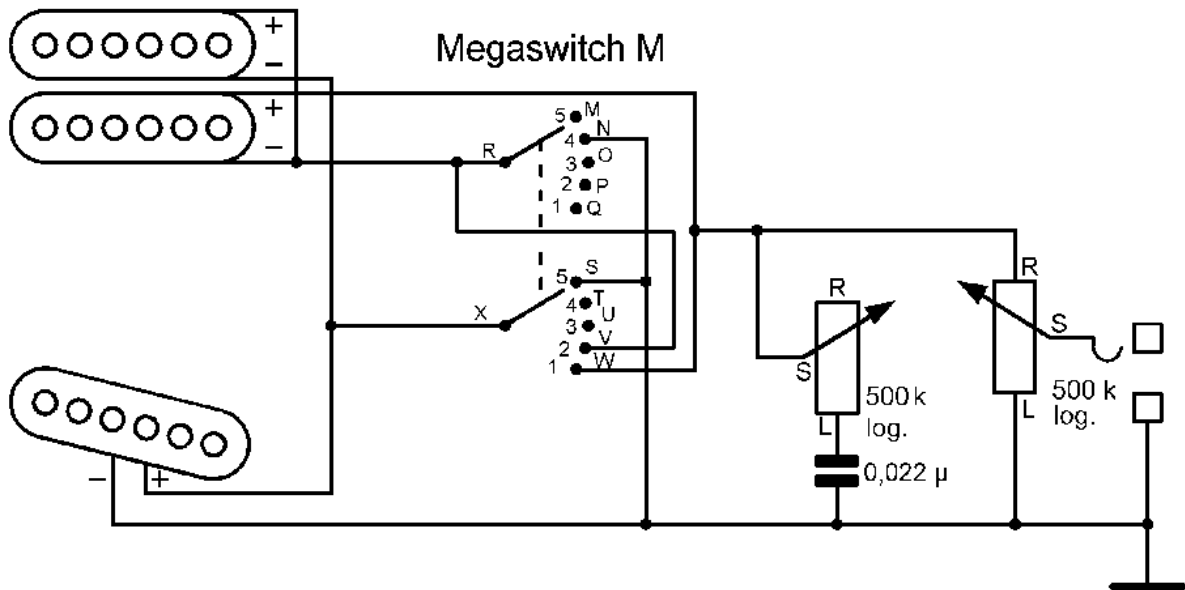 +
−
Megaswitch M
+
−
5 M
4 N
R
3 O
2 P
1 Q
5 S
4 T
X
3 U
2 V
1 W
R
S
L
500 k
log.
0,022 µ
R
S
L
500 k
log.
− +